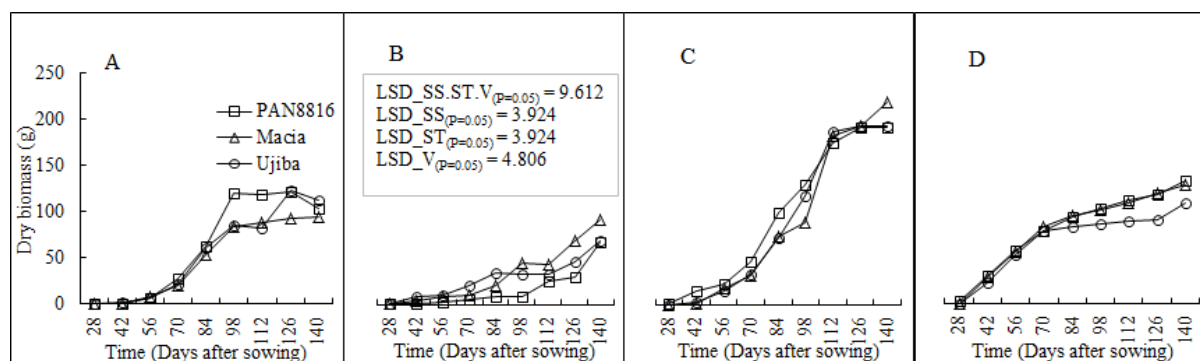 A
B
C
D
Dry biomass (g)
250
200
150
100
50
0
PAN8816
Macia
Ujiba
LSD_SS.ST.V(P=0.05) = 9.612
LSD_SS(P=0.05) = 3.924
LSD_ST(P=0.05) = 3.924
LSD_V(P=0.05) = 4.806
28 42 56 70 84 98 112 126 140
28 42 56 70 84 98 112 126 140
28 42 56 70 84 98 112 126 140
28 42 56 70 84 98 112 126 140
Time (Days after sowing)
Time (Days after sowing)
Time (Days after sowing)
Time (Days after sowing)